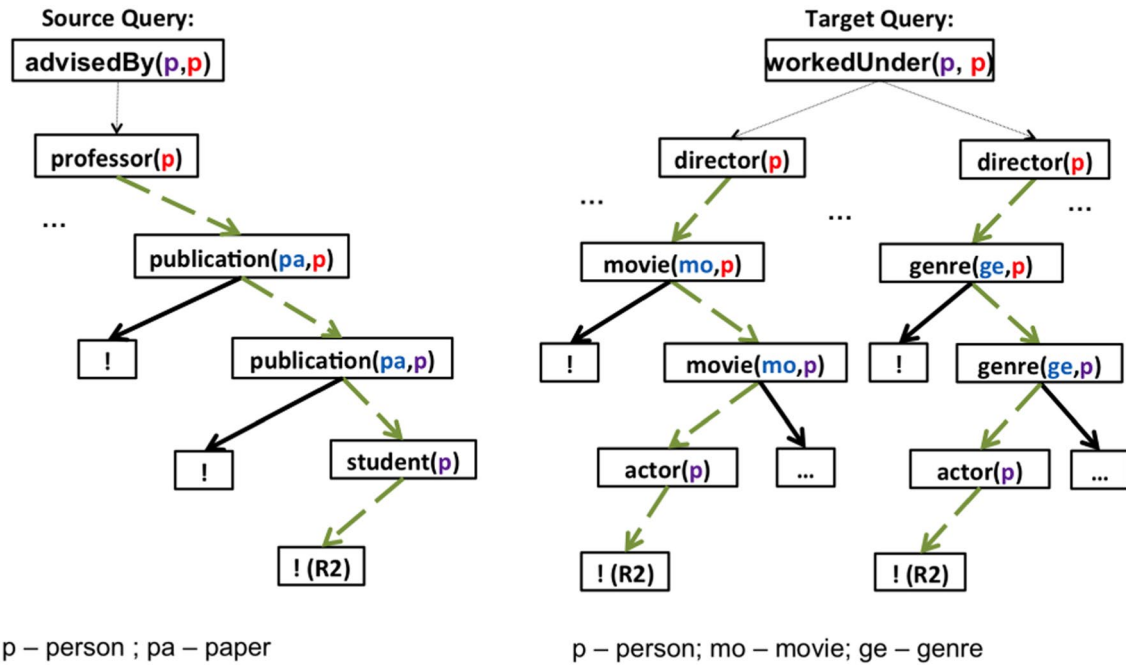 Source Query:
Target Query:
advisedBy(p,p)
workedUnder(p, p)
professor(p)
director(p)
director(p)
...
...
...
...
publication(pa,p)
movie(mo,p)
genre(ge,p)
!
publication(pa,p)
!
movie(mo,p)
!
genre(ge,p)
!
student(p)
actor(p)
...
actor(p)
...
! (R2)
! (R2)
! (R2)
p – person ; pa – paper
p – person; mo – movie; ge – genre